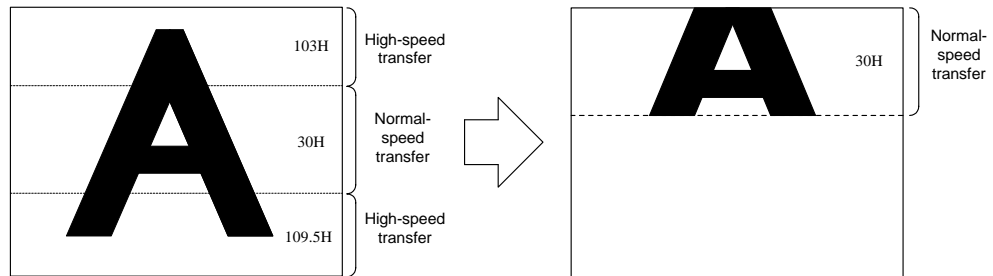 103H
High-speed
transfer
30H
Normal-
speed
transfer
109.5H
High-speed
transfer
A
30H
Normal-
speed
transfer